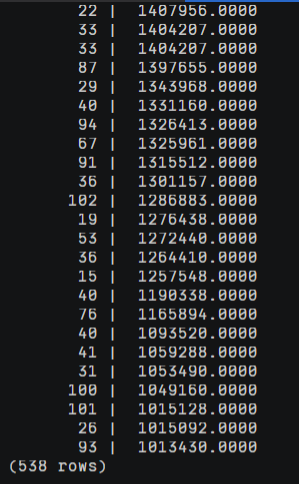 22 | 1407956.0000
33 | 1404207.0000
33 | 1404207.0000
87 | 1397655.0000
29 | 1343968.0000
40 | 1331160.0000
94 | 1326413.0000
67 | 1325961.0000
91 | 1315512.0000
36 | 1301157.0000
102 | 1286883.0000
19 | 1276438.0000
53 | 1272440.0000
36 | 1264410.0000
15 | 1257548.0000
40 | 1190338.0000
76 | 1165894.0000
40 | 1093520.0000
41 | 1059288.0000
31 | 1053490.0000
100 | 1049160.0000
101 | 1015128.0000
26 | 1015092.0000
93 | 1013430.0000
(538 rows)